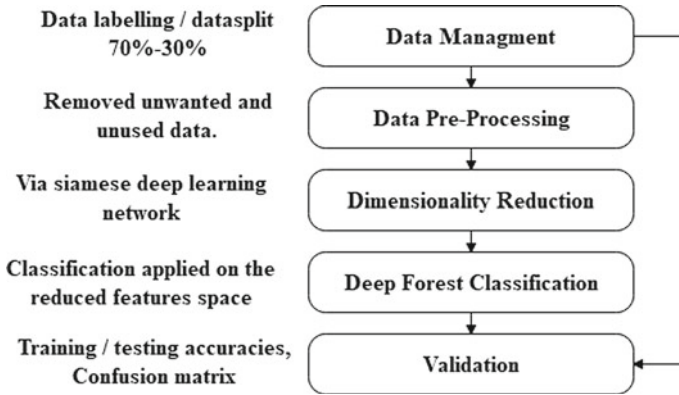 Data labelling / datasplit
70%-30%
Data Managment
Removed unwanted and
unused data.
Data Pre-Processing
Via siamese deep learning
network
Dimensionality Reduction
Classification applied on the
reduced features space
Deep Forest Classification
Training / testing accuracies,
Confusion matrix
Validation